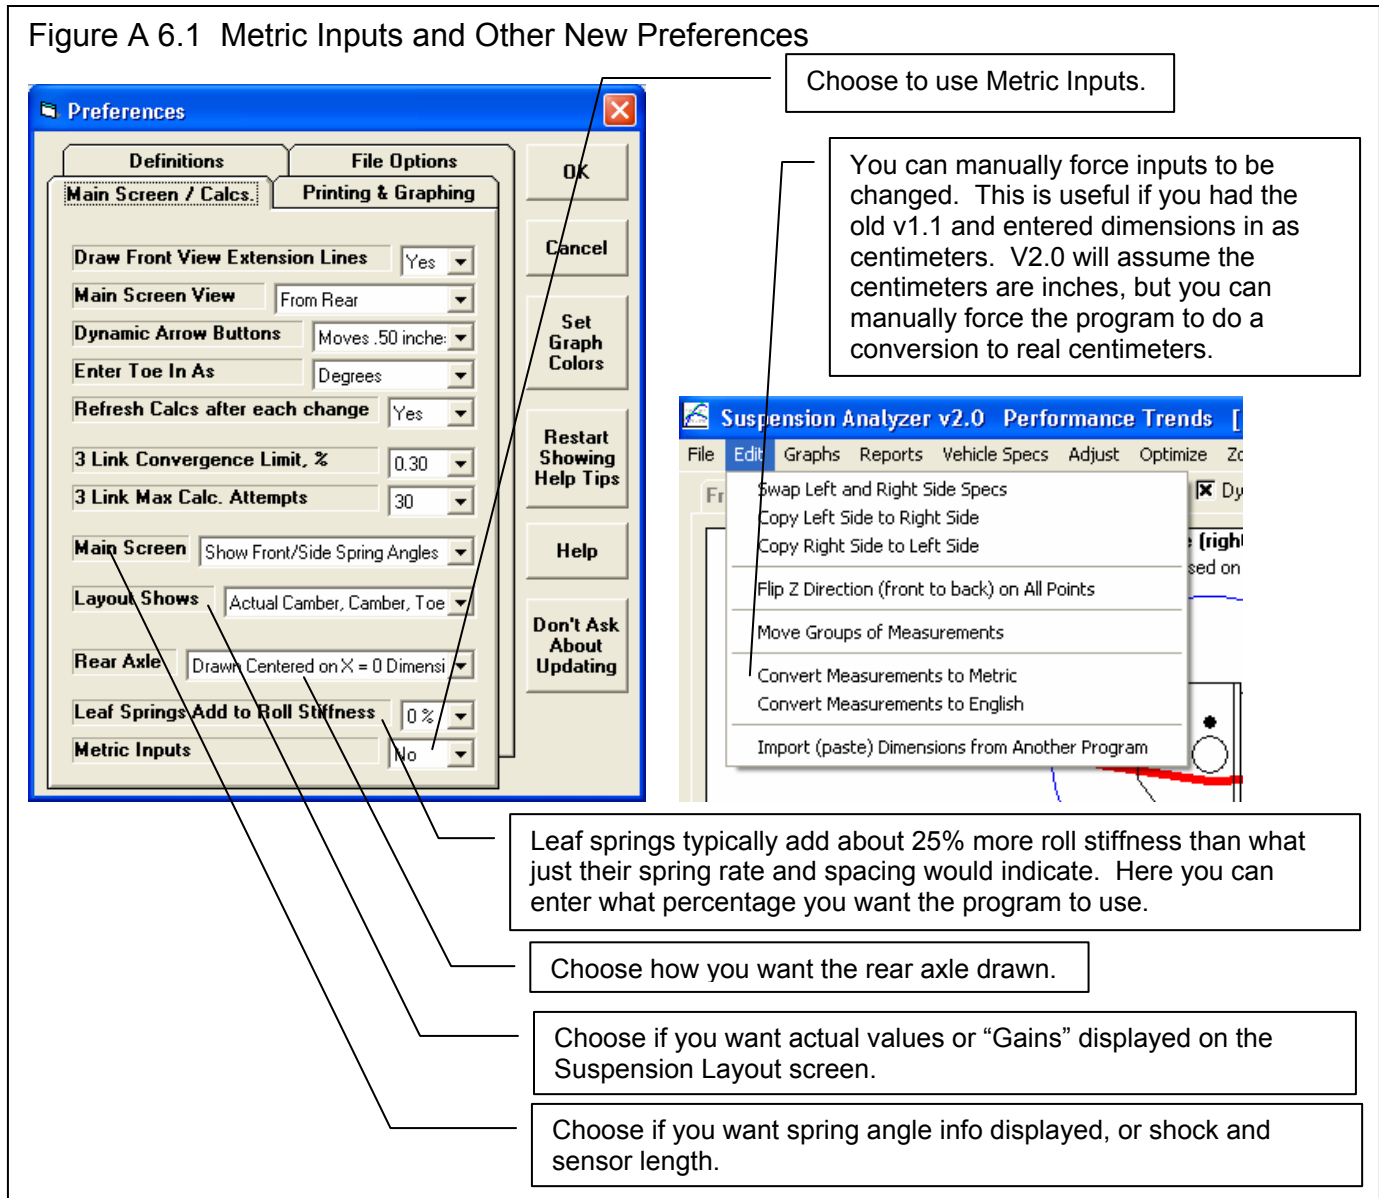 Figure A 6.1  Metric Inputs and Other New Preferences
Choose to use Metric Inputs.
Preferences
Definitions
File Options
Main Screen / Calcs.
Printing & Graphing
Draw Front View Extension Lines
Yes
Main Screen View
From Rear
Dynamic Arrow Buttons
Moves .50 inche
Enter Toe In As
Degrees
Refresh Calcs after each change
Yes
3 Link Convergence Limit, %
0.30
3 Link Max Calc. Attempts
30
Main Screen
Show Front/Side Spring Angles
Layout Shows
Actual Camber, Camber, Toe
Rear Axle
Drawn Centered on X = 0 Dimensi
Leaf Springs Add to Roll Stiffness
0 %
Metric Inputs
No
OK
Cancel
Set
Graph
Colors
Restart
Showing
Help Tips
Help
Don't Ask
About
Updating
You can manually force inputs to be
changed.  This is useful if you had the
old v1.1 and entered dimensions in as
centimeters.  V2.0 will assume the
centimeters are inches, but you can
manually force the program to do a
conversion to real centimeters.
Suspension Analyzer v2.0   Performance Trends   [
File Edit Graphs Reports Vehicle Specs Adjust Optimize Zo
Fr
Dy
Swap Left and Right Side Specs
Copy Left Side to Right Side
Copy Right Side to Left Side
Flip Z Direction (front to back) on All Points
Move Groups of Measurements
Convert Measurements to Metric
Convert Measurements to English
Import (paste) Dimensions from Another Program
(righ
sed on
Leaf springs typically add about 25% more roll stiffness than what
just their spring rate and spacing would indicate.  Here you can
enter what percentage you want the program to use.
Choose how you want the rear axle drawn.
Choose if you want actual values or “Gains” displayed on the
Suspension Layout screen.
Choose if you want spring angle info displayed, or shock and
sensor length.